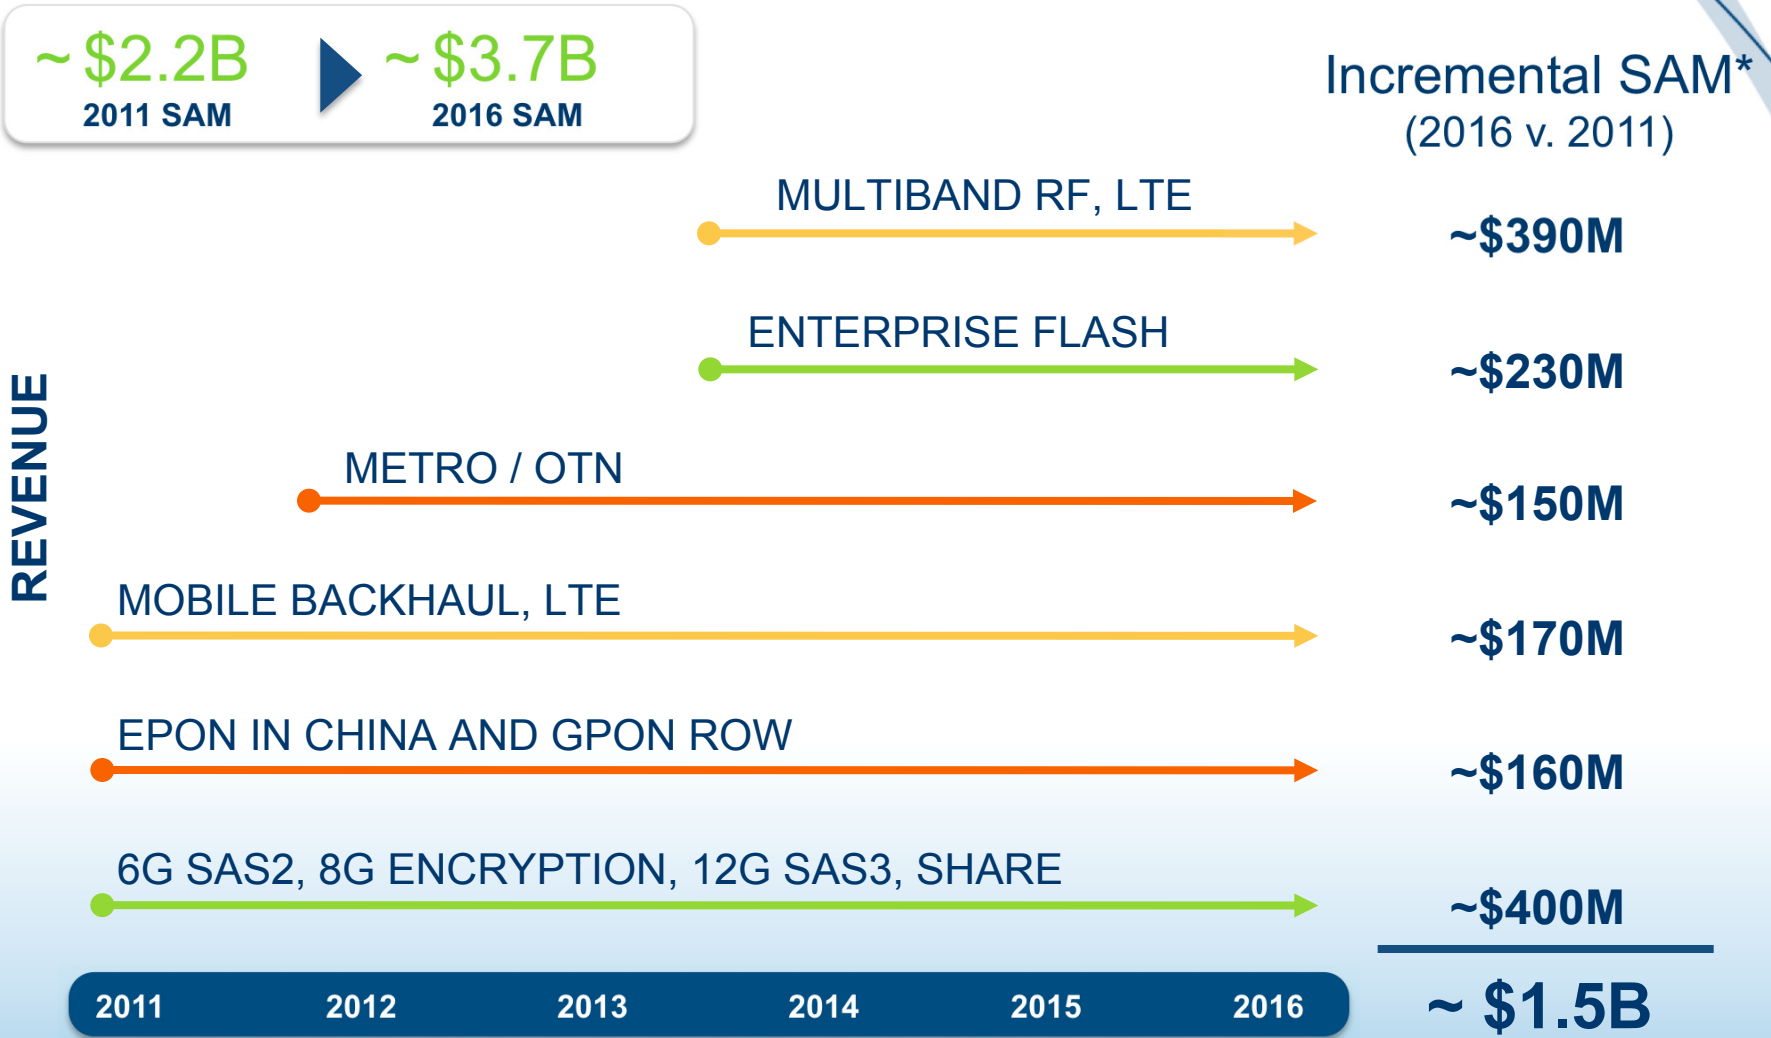 ~ $2.2B
2011 SAM
~ $3.7B
2016 SAM
Incremental SAM*
(2016 v. 2011)
MULTIBAND RF, LTE
~$390M
ENTERPRISE FLASH
~$230M
REVENUE
METRO / OTN
~$150M
MOBILE BACKHAUL, LTE
~$170M
EPON IN CHINA AND GPON ROW
~$160M
6G SAS2, 8G ENCRYPTION, 12G SAS3, SHARE
~$400M
2011 2012 2013 2014 2015 2016
~ $1.5B